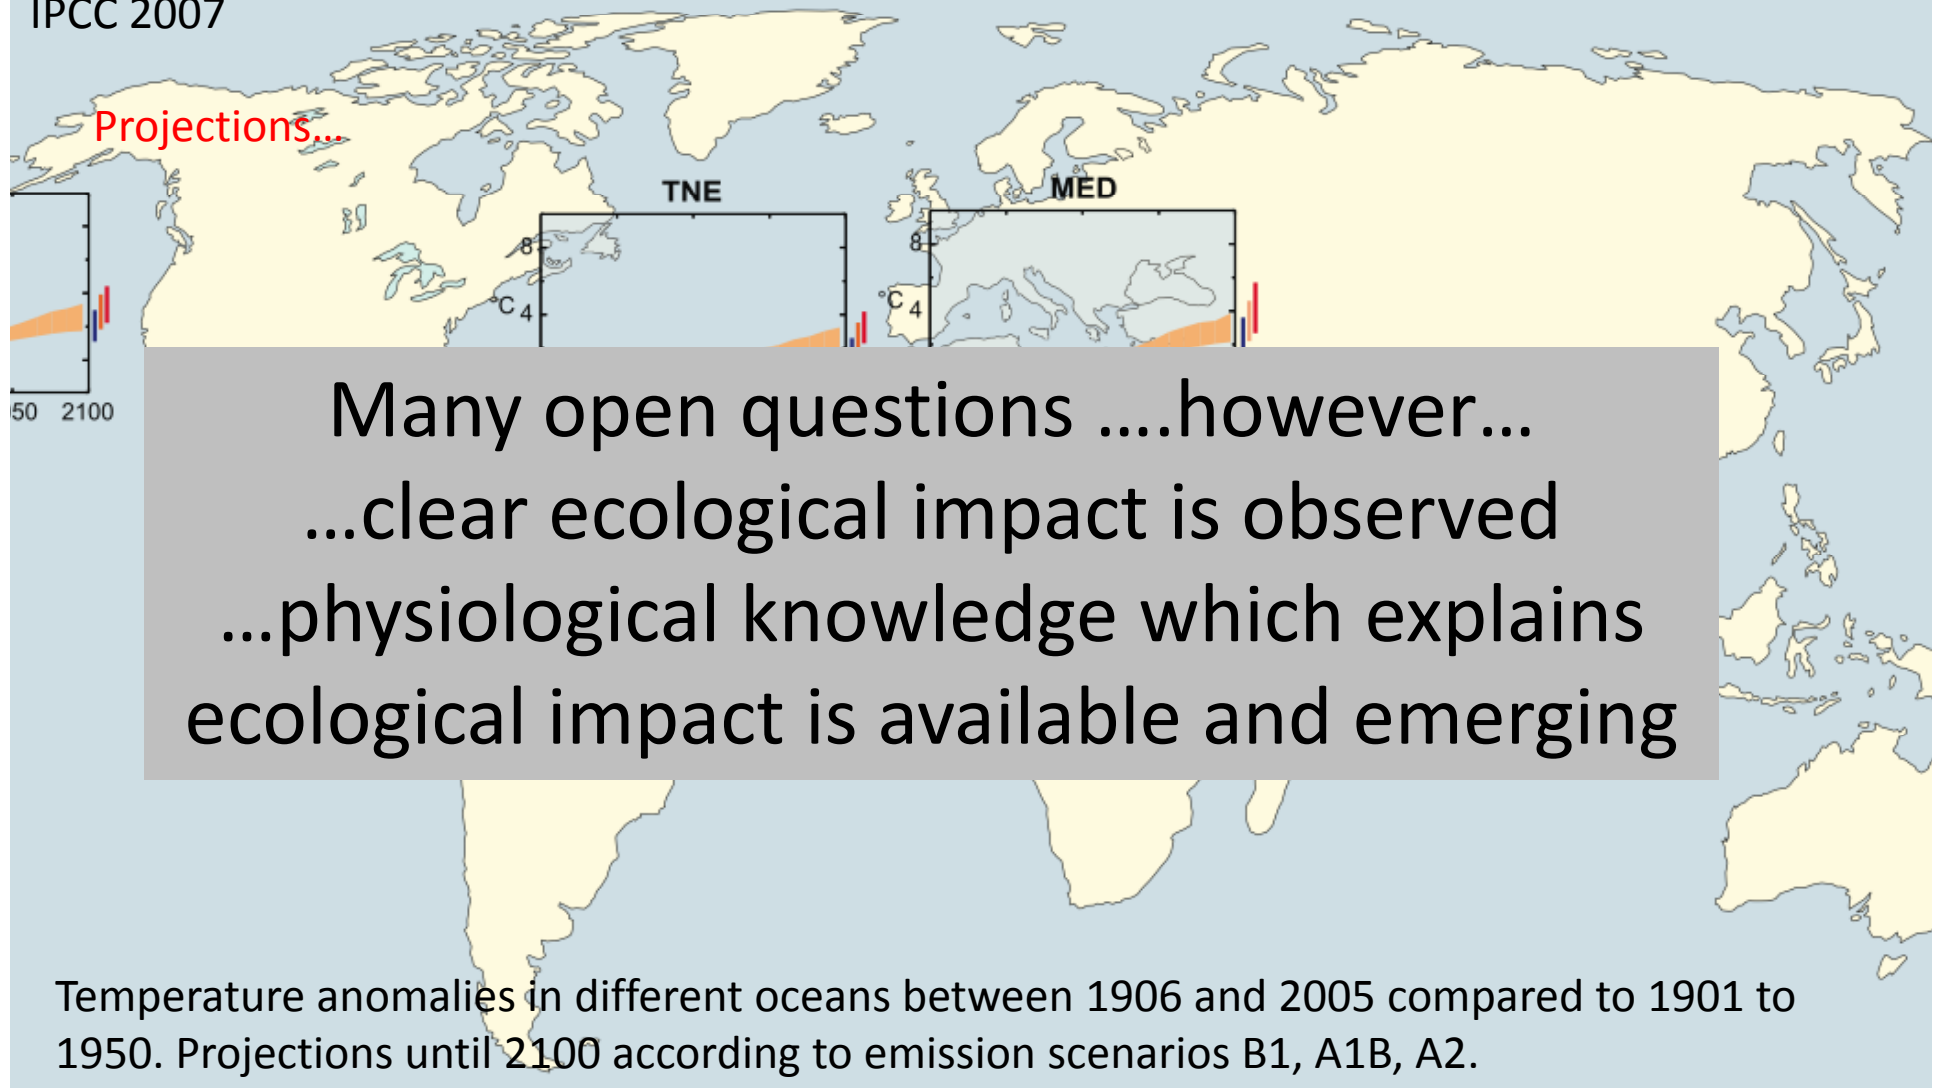 IPCC 2007
Projections...
TNE
MED
8
8
°C 4
°C 4
50 2100
Many open questions ....however...
...clear ecological impact is observed
...physiological knowledge which explains
ecological impact is available and emerging
Temperature anomalies in different oceans between 1906 and 2005 compared to 1901 to
1950. Projections until 2100 according to emission scenarios B1, A1B, A2.